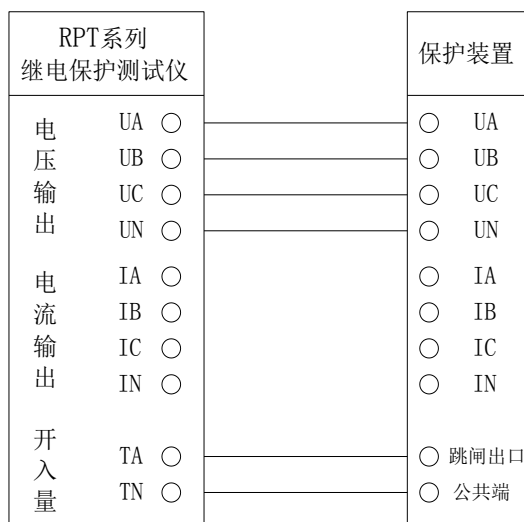 RPT系列
继电保护测试仪
电压输出
UA
UB
UC
UN
电流输出
IA
IB
IC
IN
开入量
TA
TN
保护装置
UA
UB
UC
UN
IA
IB
IC
IN
跳闸出口
公共端